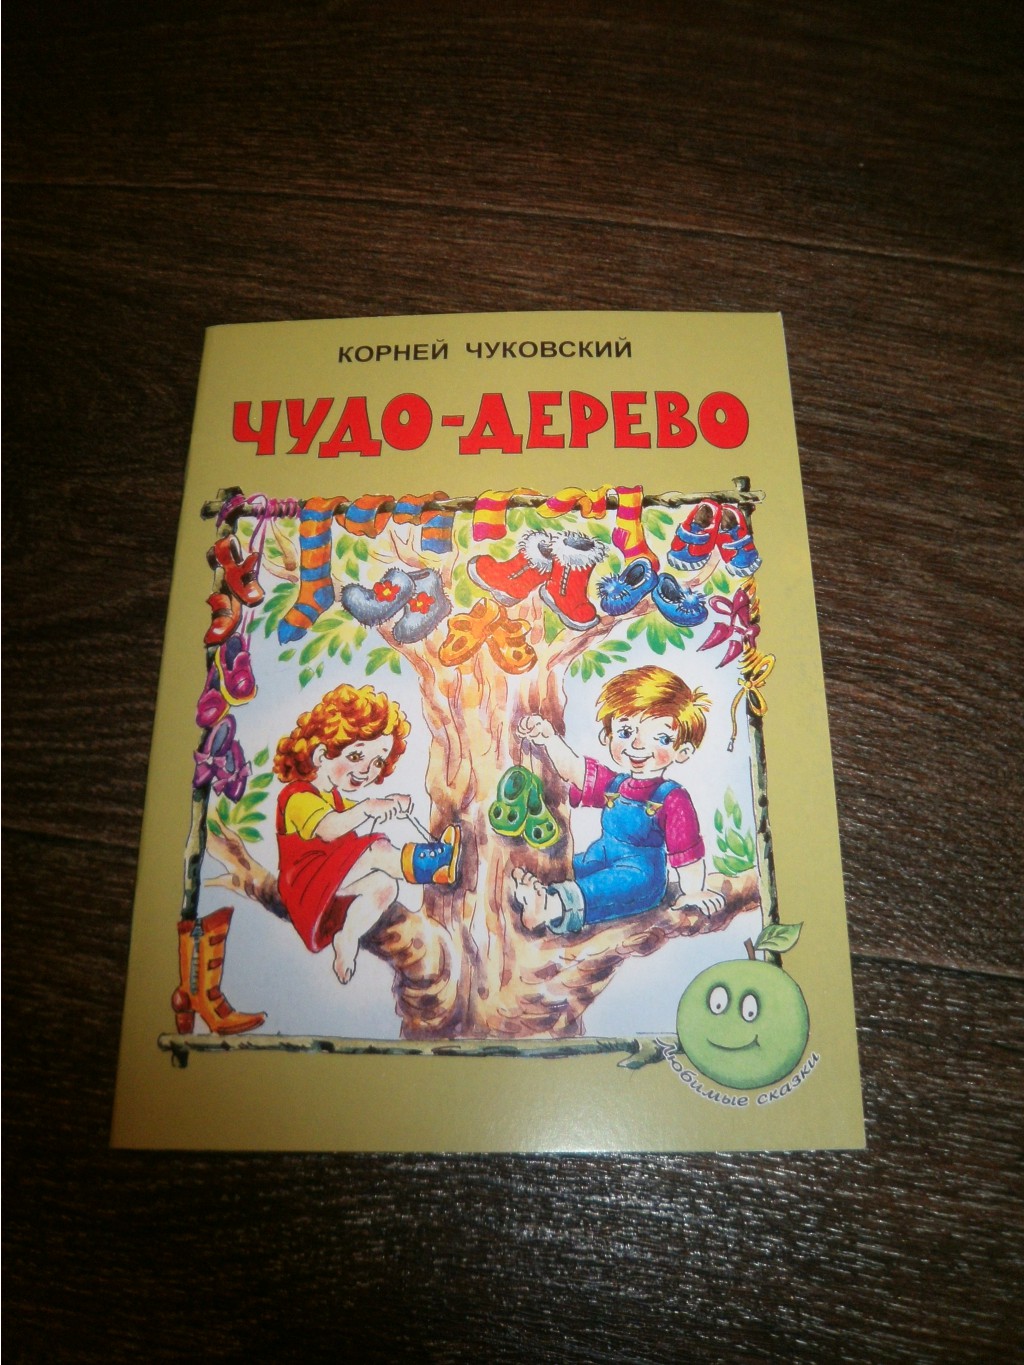 КОРНЕЙ ЧУКОВСКИЙ
ЧУДО-ДЕРЕВО
Любимые сказки